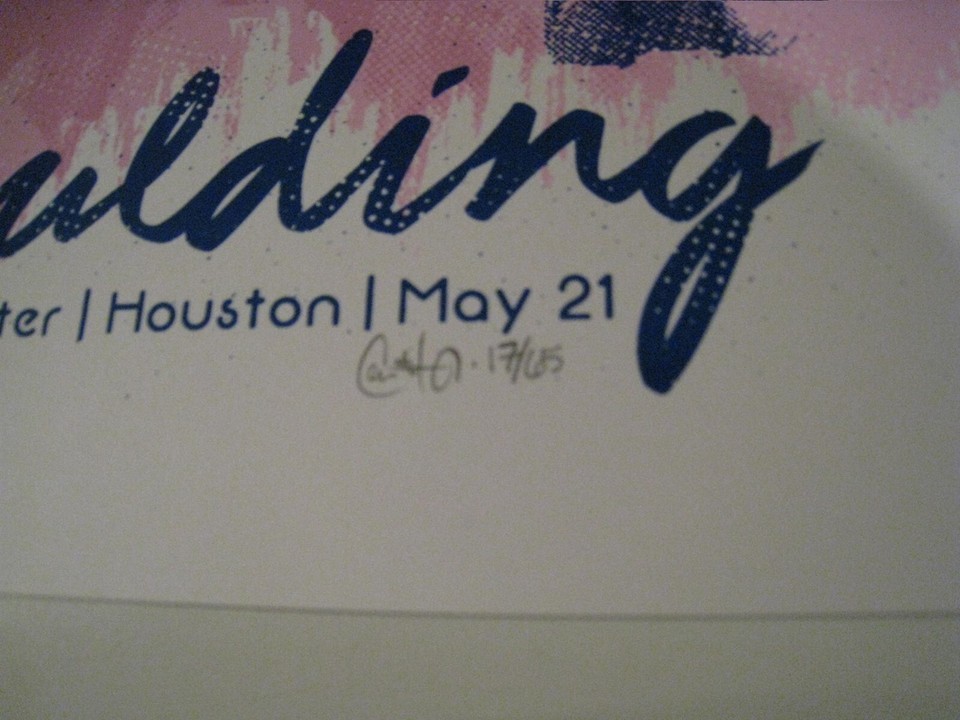 ulding
ter | Houston | May 21
17/65